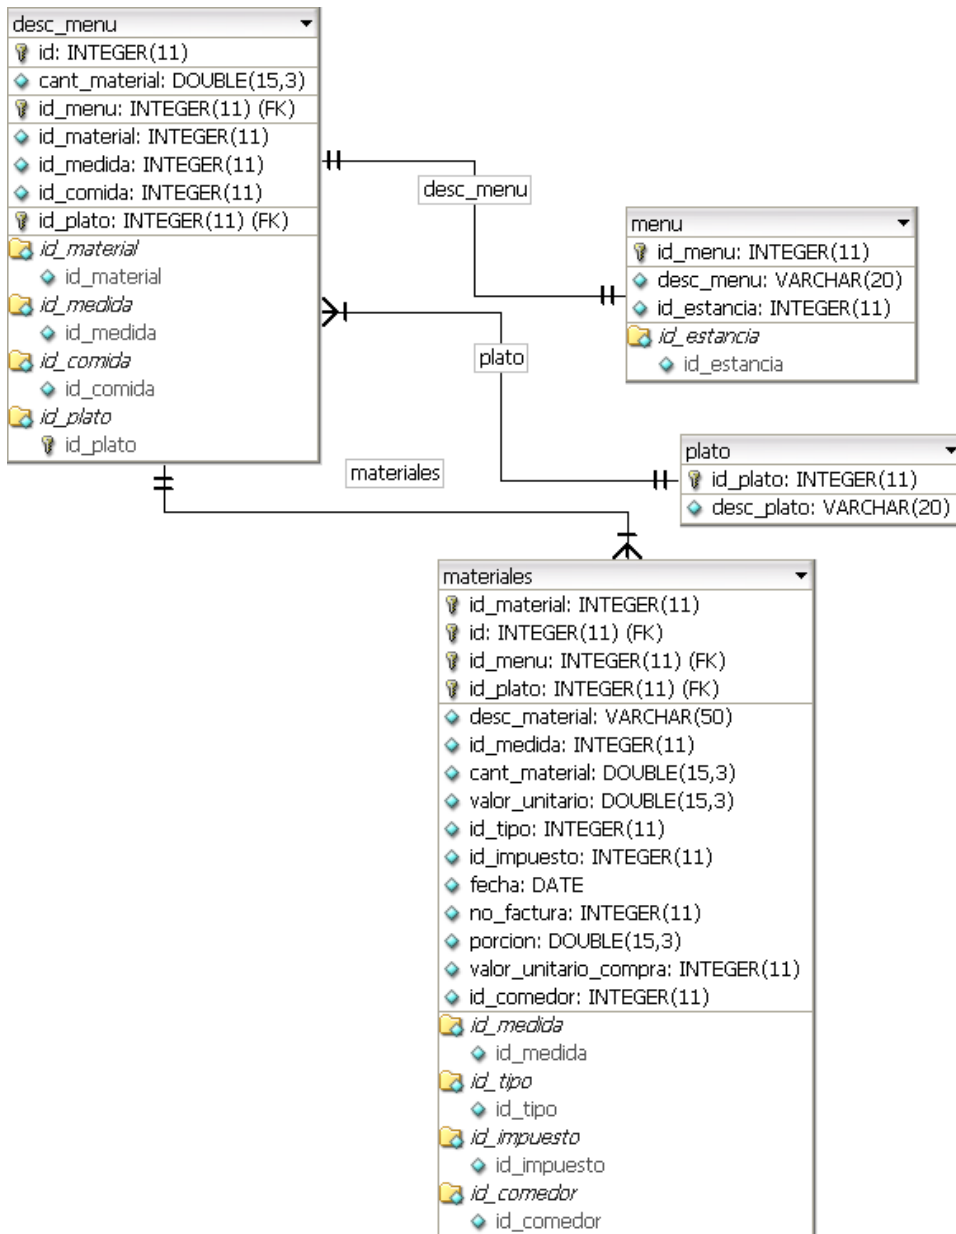 desc_menu
id: INTEGER(11)
cant_material: DOUBLE(15,3)
id_menu: INTEGER(11) (FK)
id_material: INTEGER(11)
id_medida: INTEGER(11)
id_comida: INTEGER(11)
id_plato: INTEGER(11) (FK)
id_material
id_material
id_medida
id_medida
id_comida
id_comida
id_plato
id_plato
desc_menu
menu
id_menu: INTEGER(11)
desc_menu: VARCHAR(20)
id_estancia: INTEGER(11)
id_estancia
id_estancia
plato
plato
id_plato: INTEGER(11)
desc_plato: VARCHAR(20)
materiales
materiales
id_material: INTEGER(11)
id: INTEGER(11) (FK)
id_menu: INTEGER(11) (FK)
id_plato: INTEGER(11) (FK)
desc_material: VARCHAR(50)
id_medida: INTEGER(11)
cant_material: DOUBLE(15,3)
valor_unitario: DOUBLE(15,3)
id_tipo: INTEGER(11)
id_impuesto: INTEGER(11)
fecha: DATE
no_factura: INTEGER(11)
porcion: DOUBLE(15,3)
valor_unitario_compra: INTEGER(11)
id_comedor: INTEGER(11)
id_medida
id_medida
id_tipo
id_tipo
id_impuesto
id_impuesto
id_comedor
id_comedor